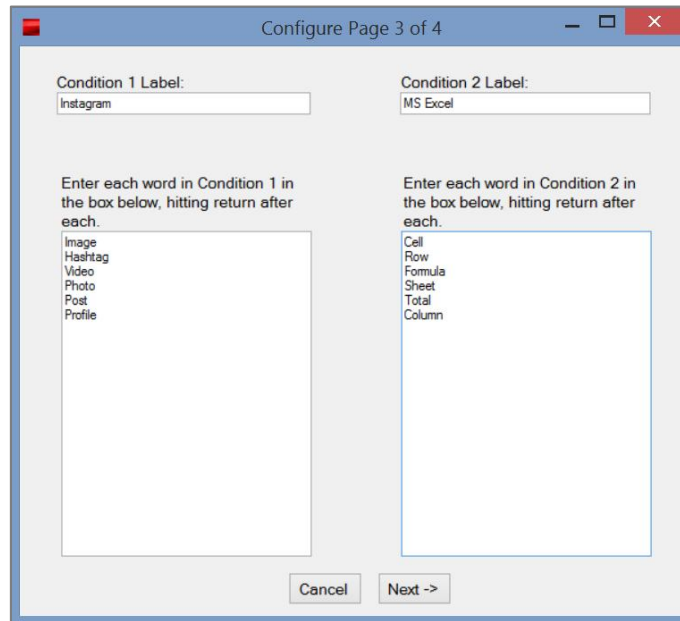 Configure Page 3 of 4
Condition 1 Label:
Instagram
Condition 2 Label:
MS Excel
Enter each word in Condition 1 in
the box below, hitting return after
each.
Image
Hashtag
Video
Photo
Post
Profile
Enter each word in Condition 2 in
the box below, hitting return after
each.
Cell
Row
Formula
Sheet
Total
Column
Cancel
Next ->